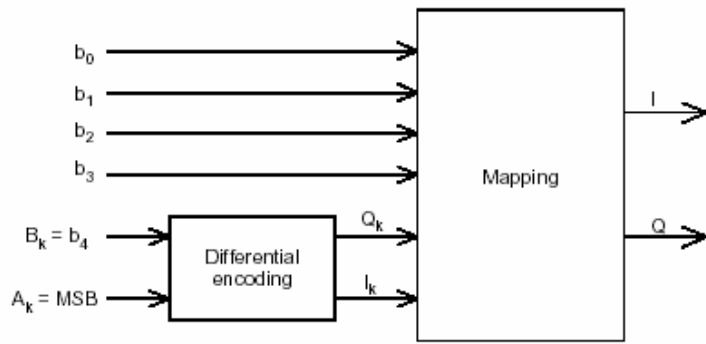 b0
b1
I
b2
b3
Mapping
Qk
Q
Bk = b4
Differential
encoding
Ik
Ak = MSB